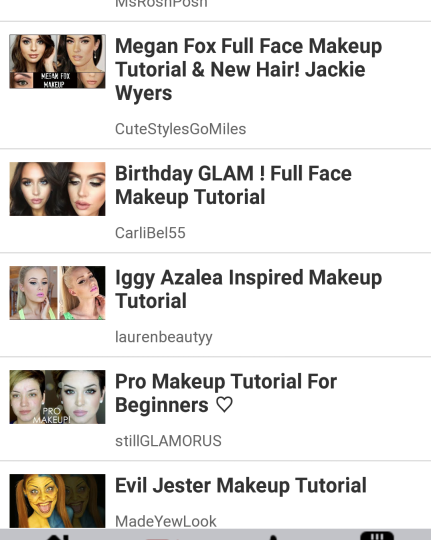 MsRoshPosh
Megan Fox Full Face Makeup
Tutorial & New Hair! Jackie
Wyers
MEGAN FOX
MAKEUP
CuteStylesGoMiles
Birthday GLAM ! Full Face
Makeup Tutorial
CarliBel55
Iggy Azalea Inspired Makeup
Tutorial
laurenbeautyy
Pro Makeup Tutorial For
Beginners ♡
PRO
MAKEUP!
stillGLAMORUS
Evil Jester Makeup Tutorial
MadeYewLook